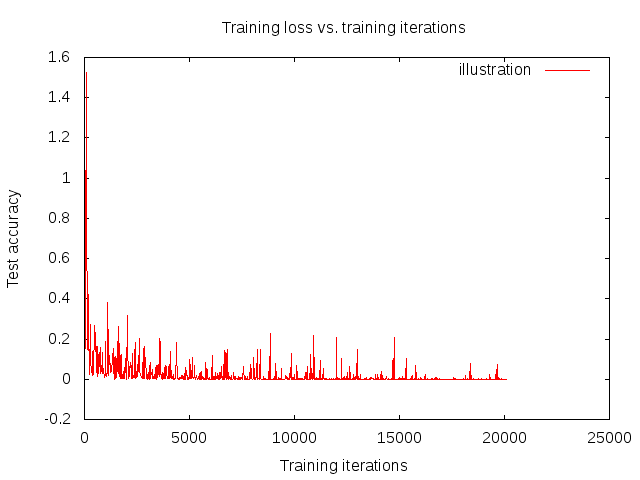 Training loss vs. training iterations
illustration
1.6
1.4
1.2
1
0.8
0.6
0.4
0.2
0
-0.2
Test accuracy
0 5000 10000 15000 20000 25000
Training iterations